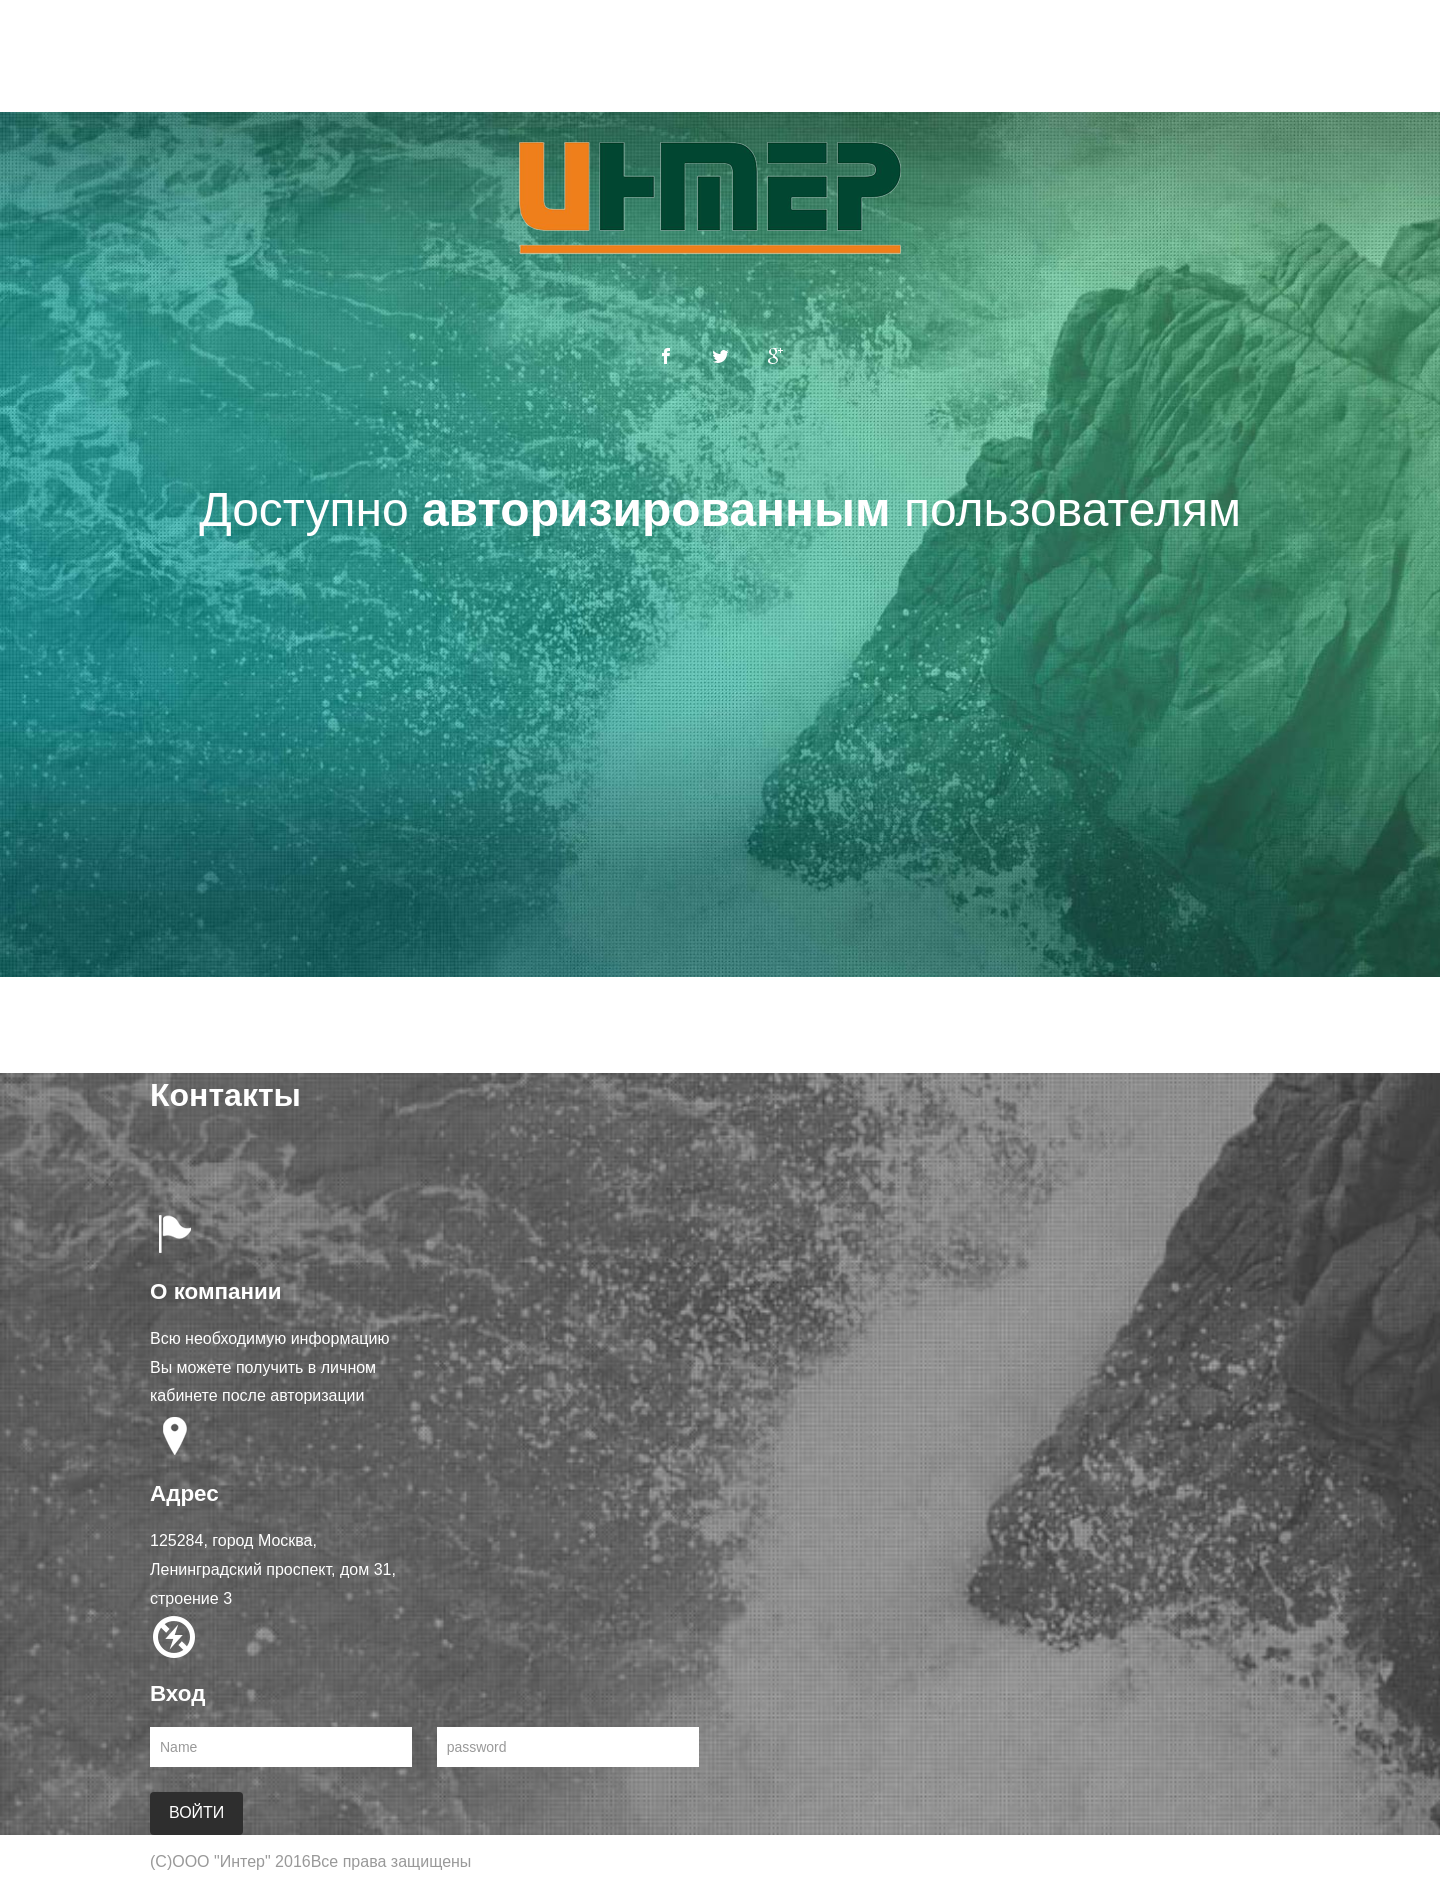 интер
Доступно авторизированным пользователям
Контакты
О компании
Всю необходимую информацию
Вы можете получить в личном
кабинете после авторизации
Адрес
125284, город Москва,
Ленинградский проспект, дом 31,
строение 3
Вход
Name
password
ВОЙТИ
(C)ООО "Интер" 2016Все права защищены